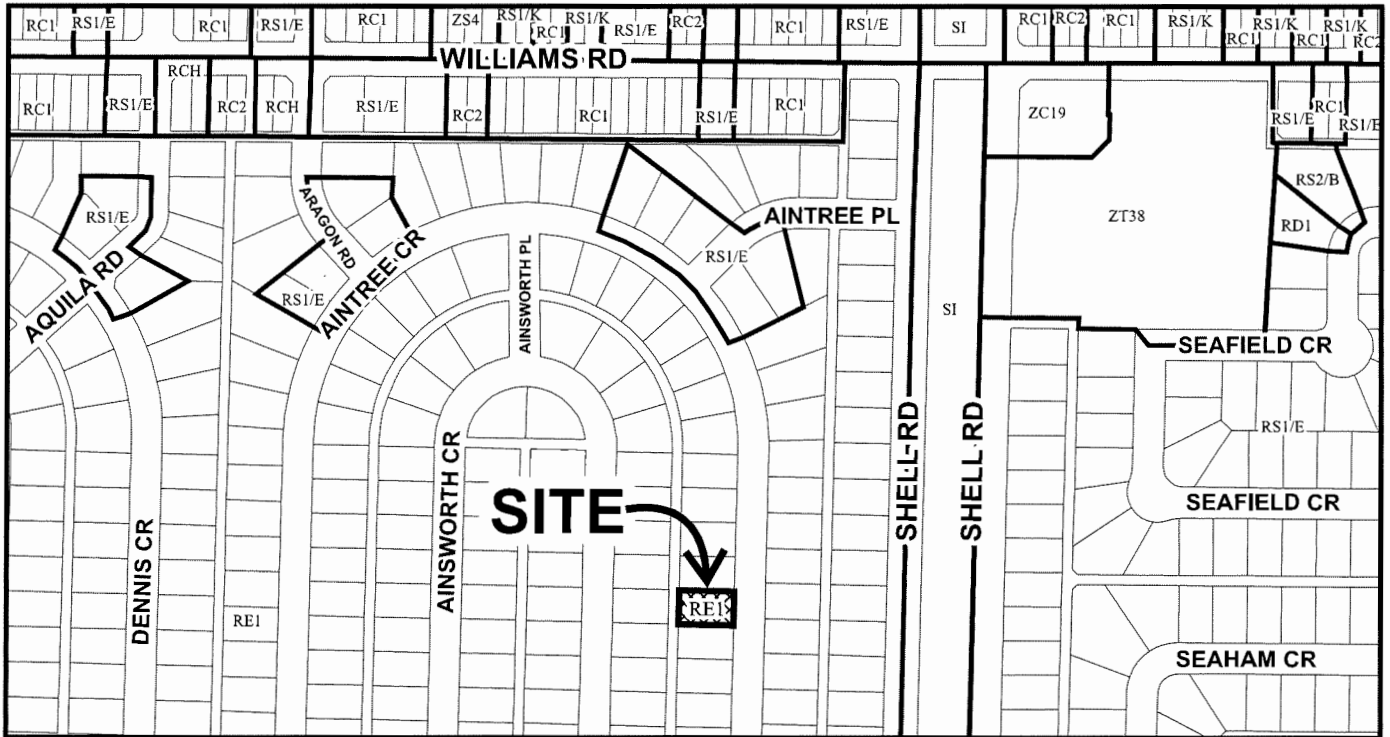 RC1 RS1/E RC1 RS1/E RC1 ZS4 RS1/K RC1 RS1/K RS1/E RC2 RC1 RS1/E SI RC1 RC2 RC1 RS1/K RC1 RS1/K RC1 RS1/K RC2
WILLIAMS RD
RC1 RS1/E RCH RC2 RCH RS1/E RC2 RC1 RS1/E RC1 ZC19 RS1/E RC1 RS1/E
RS1/E
AQUILA RD
ARAGON RD
RS1/E
AINTREE CR
AINSWORTH PL
AINTREE PL
RS1/E
ZT38
RS2/B
RD1
SI
SEAFIELD CR
RS1/E
SHELL RD
SHELL RD
DENNIS CR
RE1
AINSWORTH CR
SITE
RE1
SEAFIELD CR
SEAHAM CR